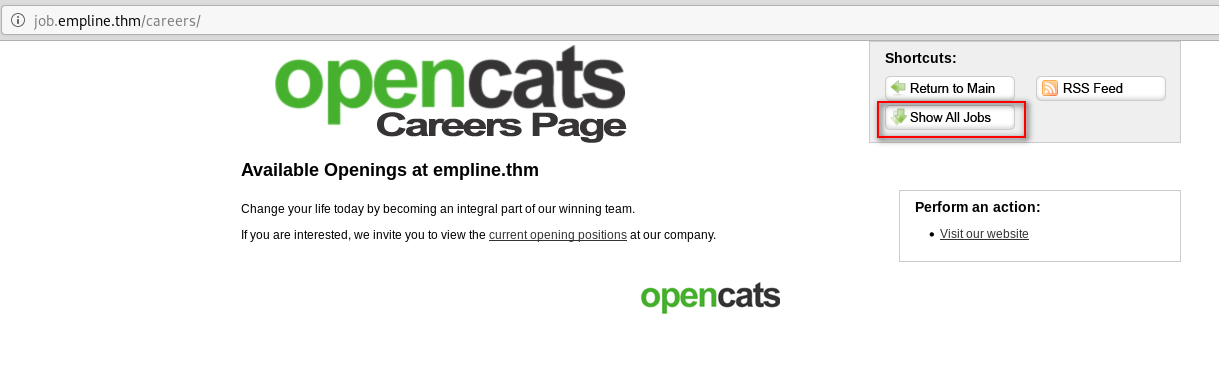 job.empline.thm/careers/
opencats
Careers Page
Shortcuts:
Return to Main
RSS Feed
Show All Jobs
Available Openings at empline.thm
Change your life today by becoming an integral part of our winning team.
If you are interested, we invite you to view the current opening positions at our company.
Perform an action:
Visit our website
opencats